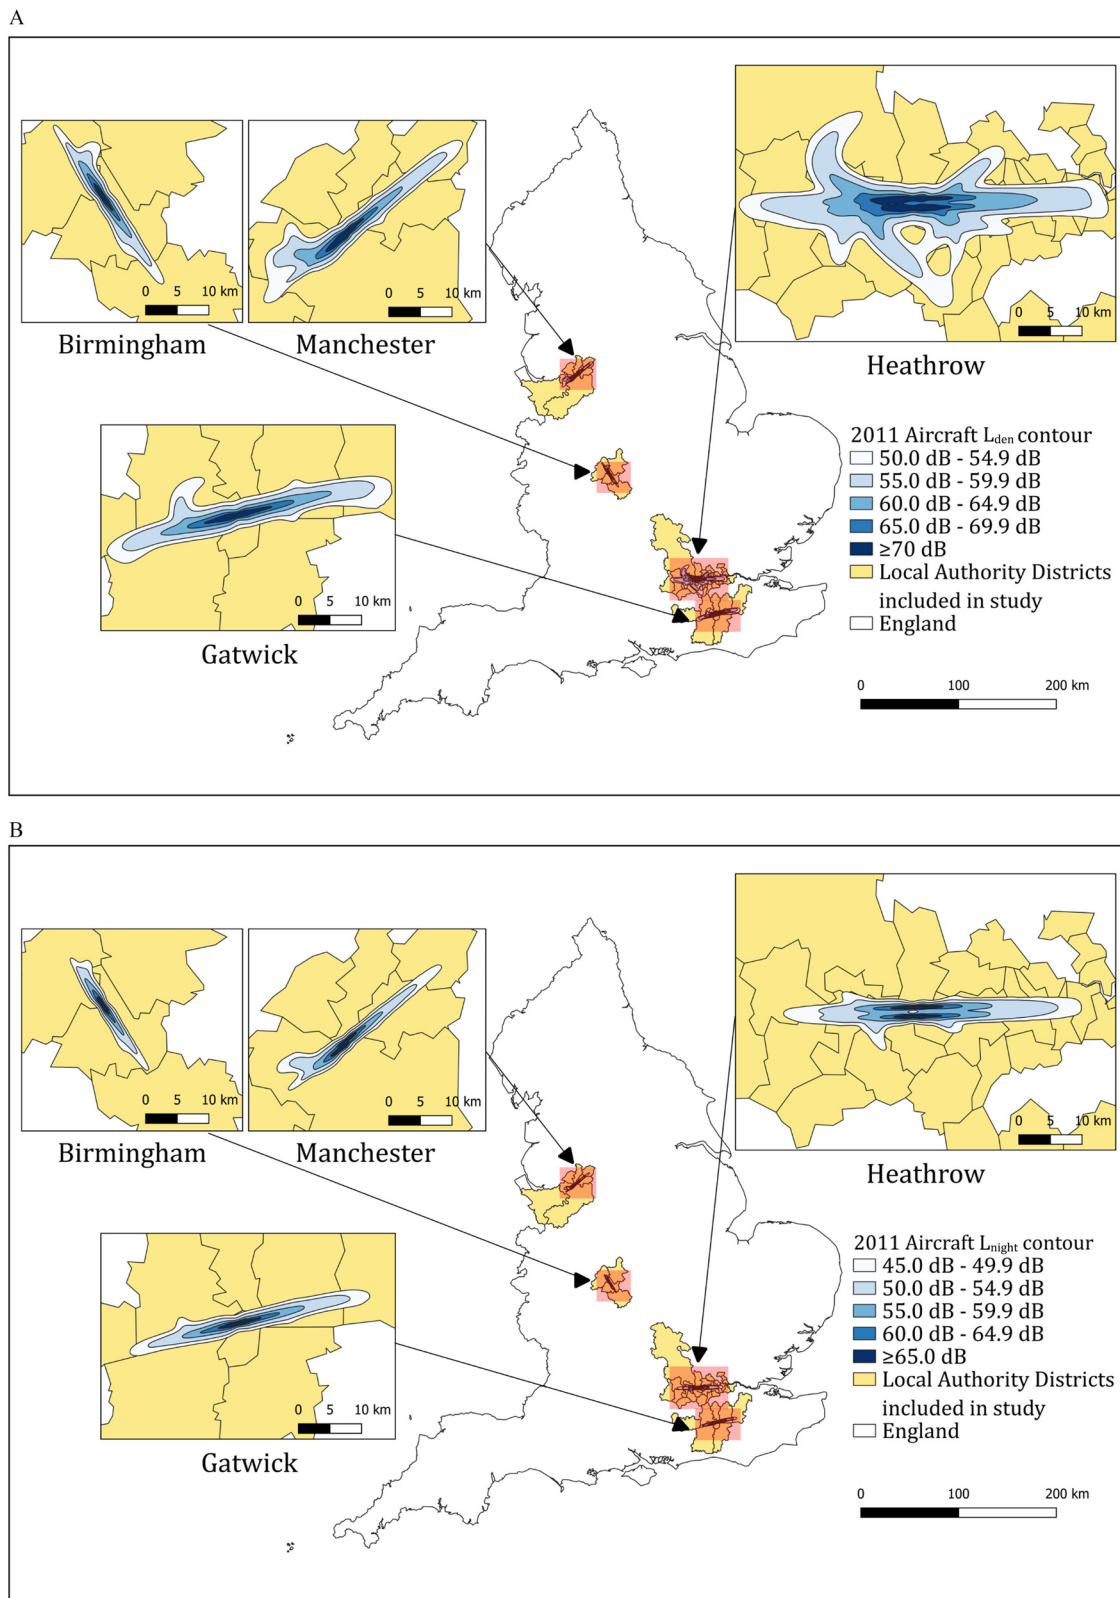 A
0 5 10 km
Birmingham
0 5 10 km
Manchester
0 5 10 km
Heathrow
0 5 10 km
Gatwick
2011 Aircraft Lden contour
50.0 dB - 54.9 dB
55.0 dB - 59.9 dB
60.0 dB - 64.9 dB
65.0 dB - 69.9 dB
≥70 dB
Local Authority Districts
included in study
England
0 100 200 km
B
0 5 10 km
Birmingham
0 5 10 km
Manchester
0 5 10 km
Heathrow
0 5 10 km
Gatwick
2011 Aircraft Lnight contour
45.0 dB - 49.9 dB
50.0 dB - 54.9 dB
55.0 dB - 59.9 dB
60.0 dB - 64.9 dB
≥65.0 dB
Local Authority Districts
included in study
England
0 100 200 km